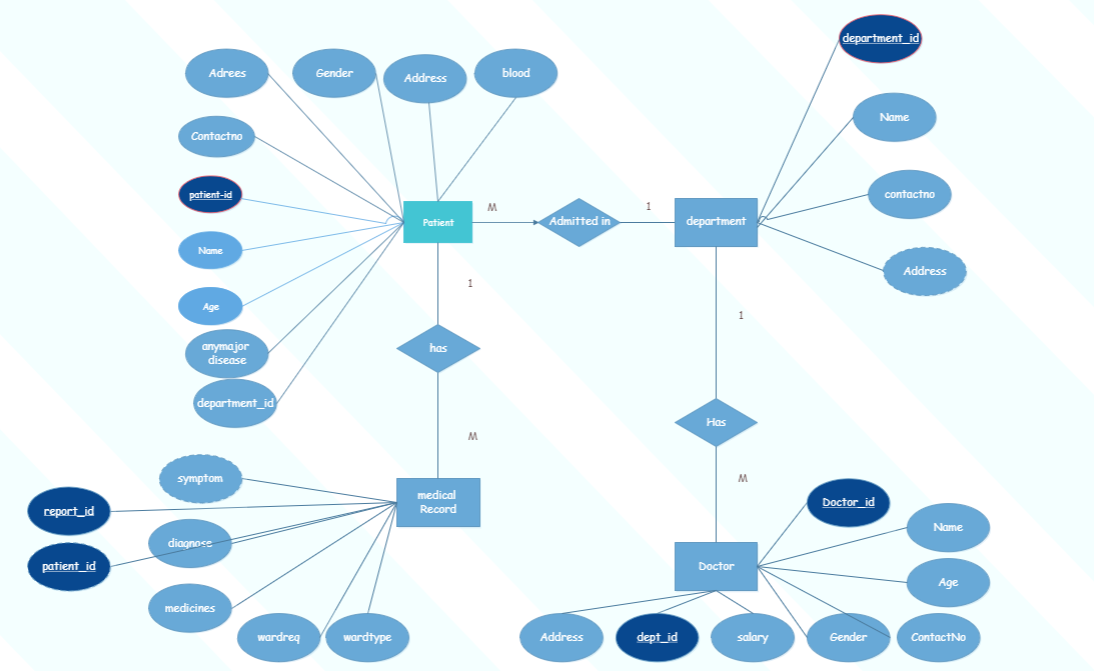 department_id
Adrees
Gender
Address
blood
Name
Contactno
patient-id
contactno
Patient
M
Admitted in
1
department
Name
Address
Age
1
1
anymajor
disease
has
department_id
Has
M
symptom
M
medical
Record
report_id
Doctor_id
diagnose
Name
patient_id
Doctor
Age
medicines
wardreq
wardtype
Address
dept_id
salary
Gender
ContactNo